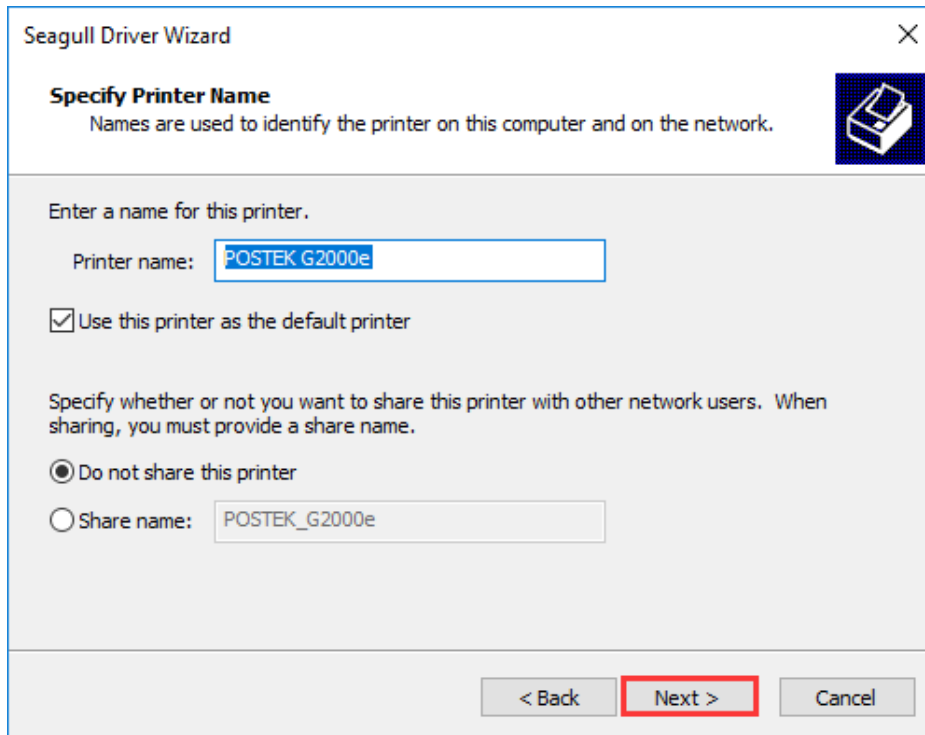 Seagull Driver Wizard
Specify Printer Name
Names are used to identify the printer on this computer and on the network.
Enter a name for this printer.
Printer name: POSTEK G2000e
Use this printer as the default printer
Specify whether or not you want to share this printer with other network users.  When
sharing, you must provide a share name.
Do not share this printer
Share name: POSTEK_G2000e
< Back Next > Cancel